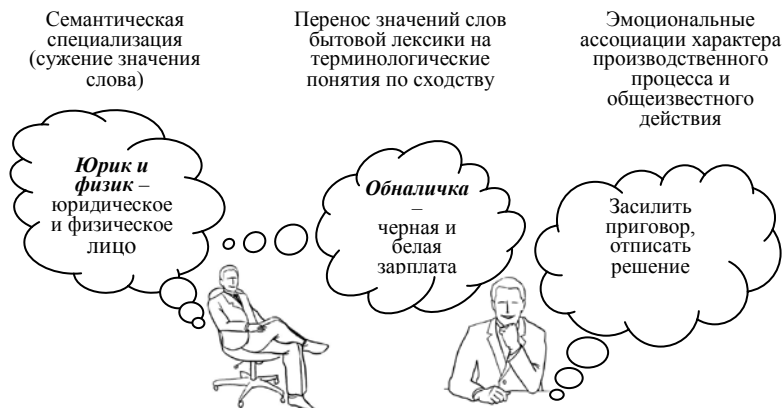 Семантическая
специализация
(сужение значения
слова)
Перенос значений слов
бытовой лексики на
терминологические
понятия по сходству
Эмоциональные
ассоциации характера
производственного
процесса и
общеизвестного
действия
Юрик и
физик –
юридическое
и физическое
лицо
Обналичка
–
черная и
белая
зарплата
Засилить
приговор,
отписать
решение